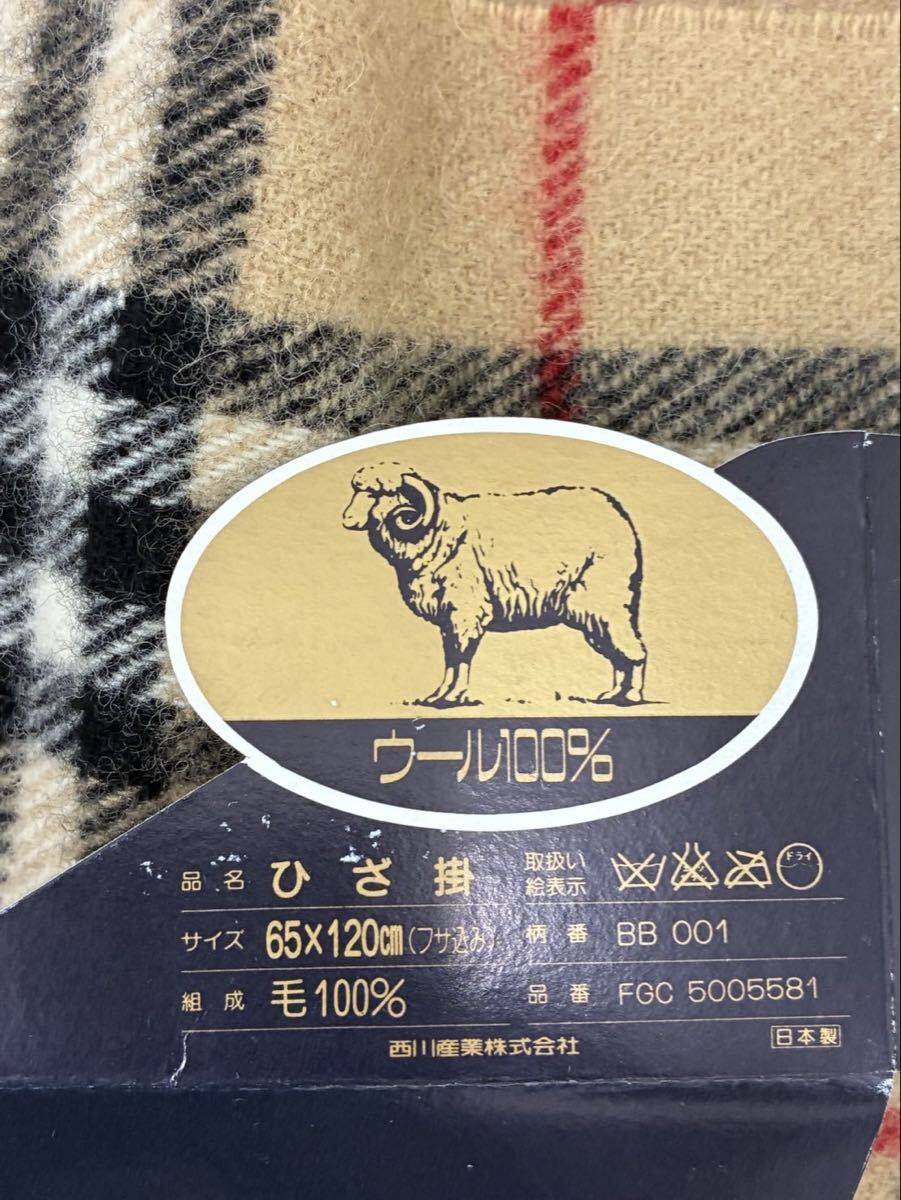 ウール100%
品名 ひざ掛 取扱い絵表示 ドライ
サイズ 65×120cm(フサ込み) 柄番 BB 001
組成 毛100% 品番 FGC 5005581
西川産業株式会社 日本製